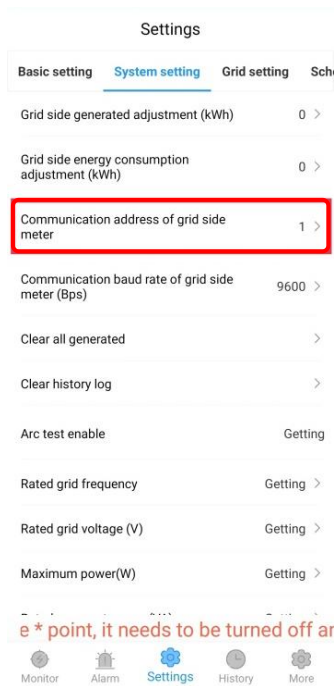 Settings
Basic setting System setting Grid setting Sch
Grid side generated adjustment (kWh) 0 >
Grid side energy consumption
adjustment (kWh) 0 >
Communication address of grid side
meter 1 >
Communication baud rate of grid side
meter (Bps) 9600 >
Clear all generated >
Clear history log >
Arc test enable Getting
Rated grid frequency Getting >
Rated grid voltage (V) Getting >
Maximum power(W) Getting >
e * point, it needs to be turned off ar
Monitor Alarm Settings History More